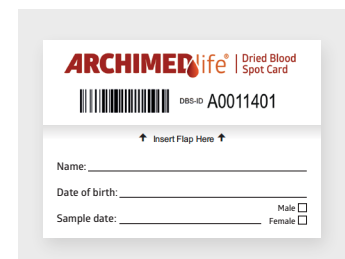 ARCHIMEDlife® | Dried Blood
Spot Card
DBS-ID A0011401
↑ Insert Flap Here ↑
Name:
Date of birth:
Male
Sample date:
Female